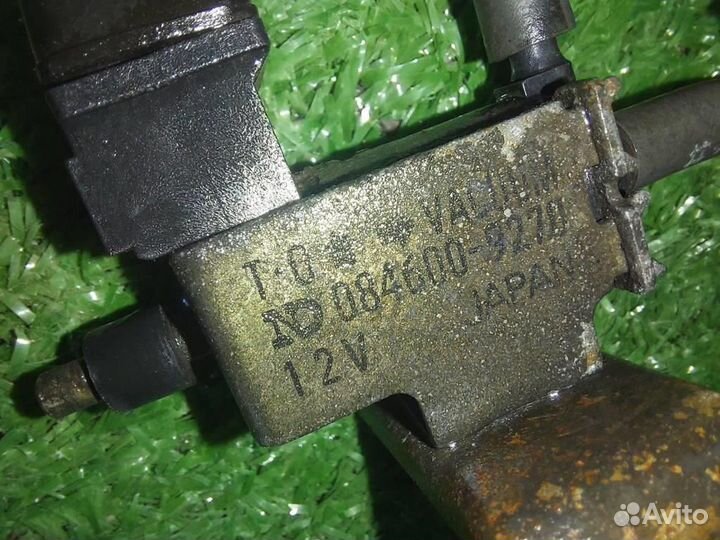 T·G VACUUM
ND 084600-9270
12V JAPAN
Avito